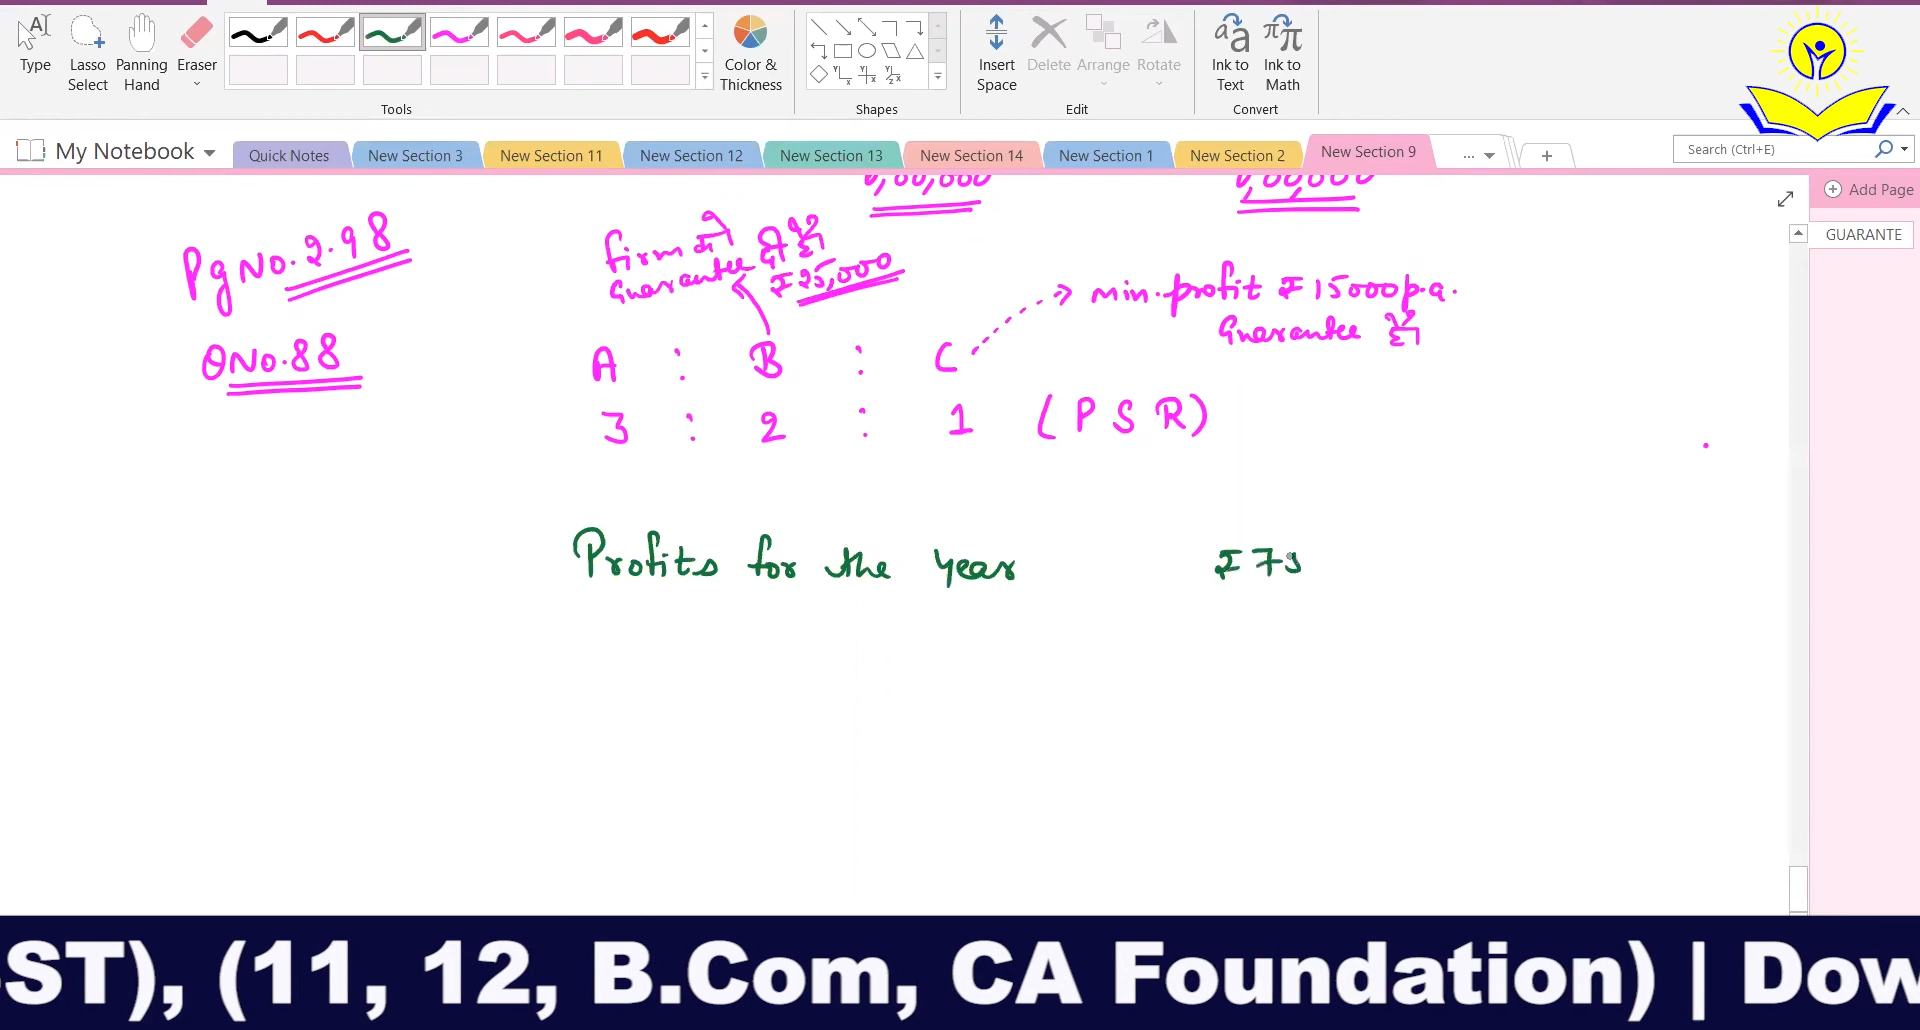 Type
Lasso Select
Panning Hand
Eraser
Color & Thickness
Insert Space
Delete
Arrange
Rotate
Ink to Text
Ink to Math
Tools
Shapes
Edit
Convert
My Notebook
Quick Notes
New Section 3
New Section 11
New Section 12
New Section 13
New Section 14
New Section 1
New Section 2
New Section 9
...
Search (Ctrl+E)
Add Page
GUARANTE
Pg No. 2.98
QNo.88
firm ने
Guarantee
₹ 25,000
min. profit ₹ 15000 p.a.
Guarantee है
A : B : C
3 : 2 : 1 (P S R)
Profits for the year ₹ 75
ST), (11, 12, B.Com, CA Foundation) | Dow